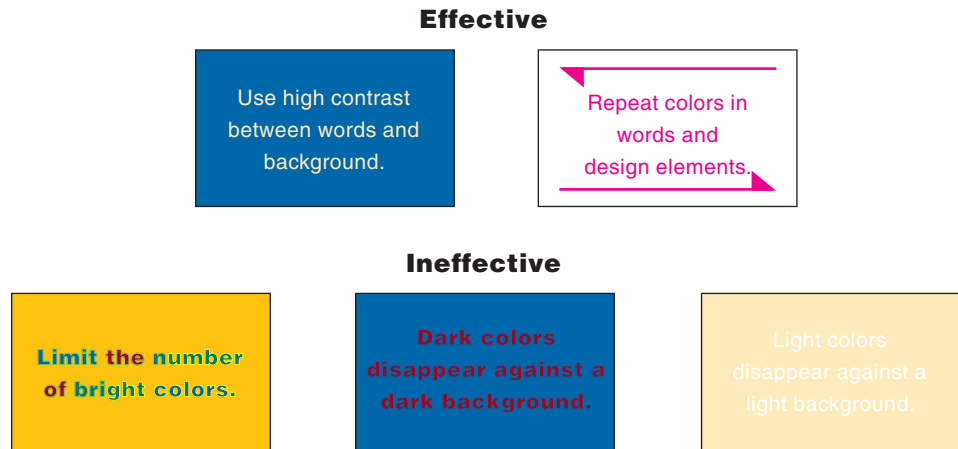 Effective
Use high contrast
between words and
background.
Repeat colors in
words and
design elements.
Ineffective
Limit the number
of bright colors.
Dark colors
disappear against a
dark background.
Light colors
disappear against a
light background.